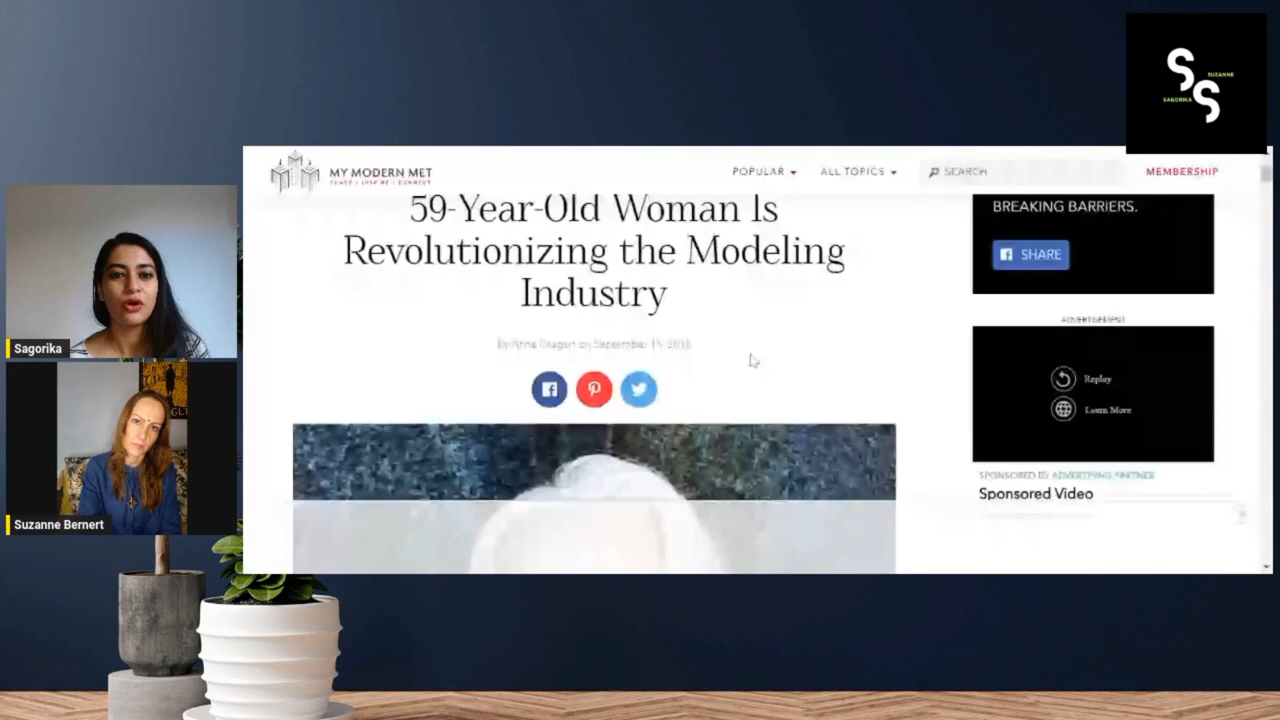 SUZANNE
SAGORIKA
MY MODERN MET
POPULAR
ALL TOPICS
SEARCH
MEMBERSHIP
59-Year-Old Woman Is
Revolutionizing the Modeling
Industry
BREAKING BARRIERS.
SHARE
ADVERTISEMENT
Replay
Learn More
SPONSORED BY ADVERTISING PARTNER
Sponsored Video
Sagorika
Suzanne Bernert